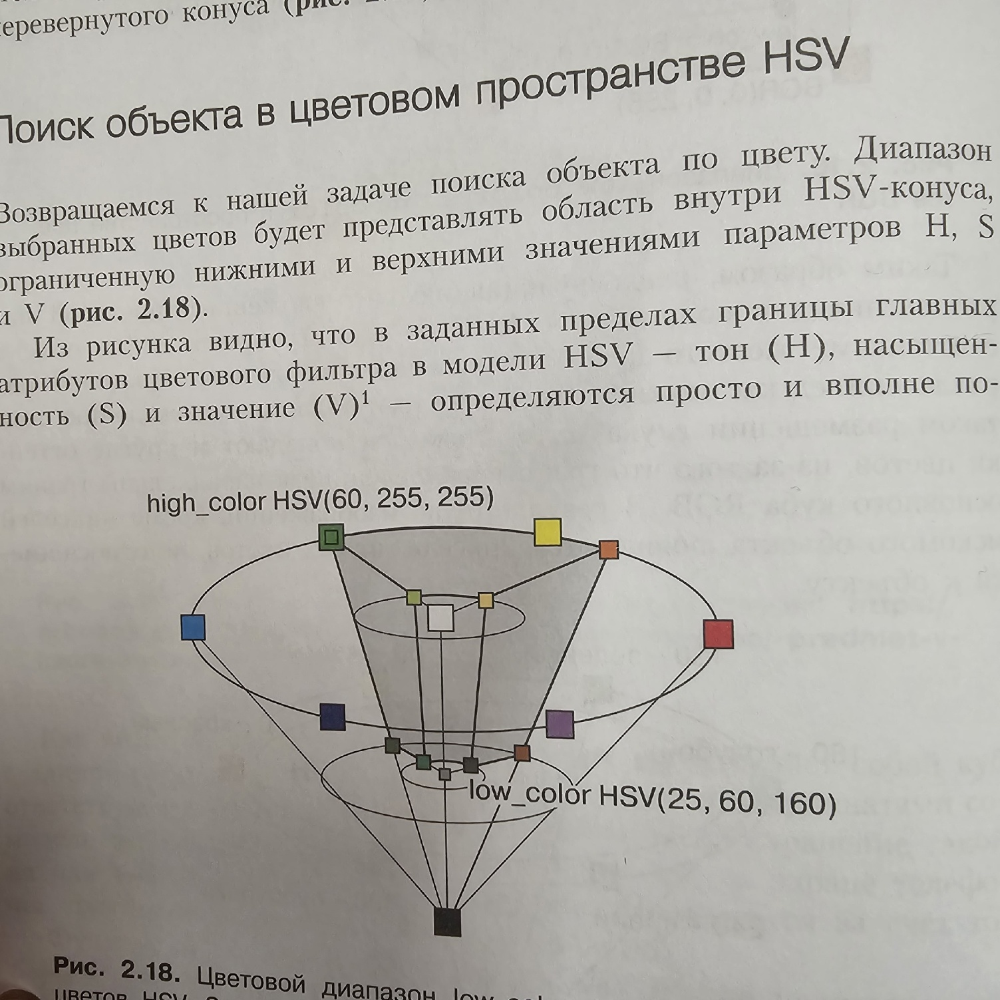 перевернутого конуса (рис.
Поиск объекта в цветовом пространстве HSV
Возвращаемся к нашей задаче поиска объекта по цвету. Диапазон
выбранных цветов будет представлять область внутри HSV-конуса,
ограниченную нижними и верхними значениями параметров H, S
и V (рис. 2.18).
Из рисунка видно, что в заданных пределах границы главных
атрибутов цветового фильтра в модели HSV — тон (H), насыщен-
ность (S) и значение (V)¹ — определяются просто и вполне по-
high_color HSV(60, 255, 255)
low_color HSV(25, 60, 160)
Рис. 2.18. Цветовой диапазон
цветов HSV